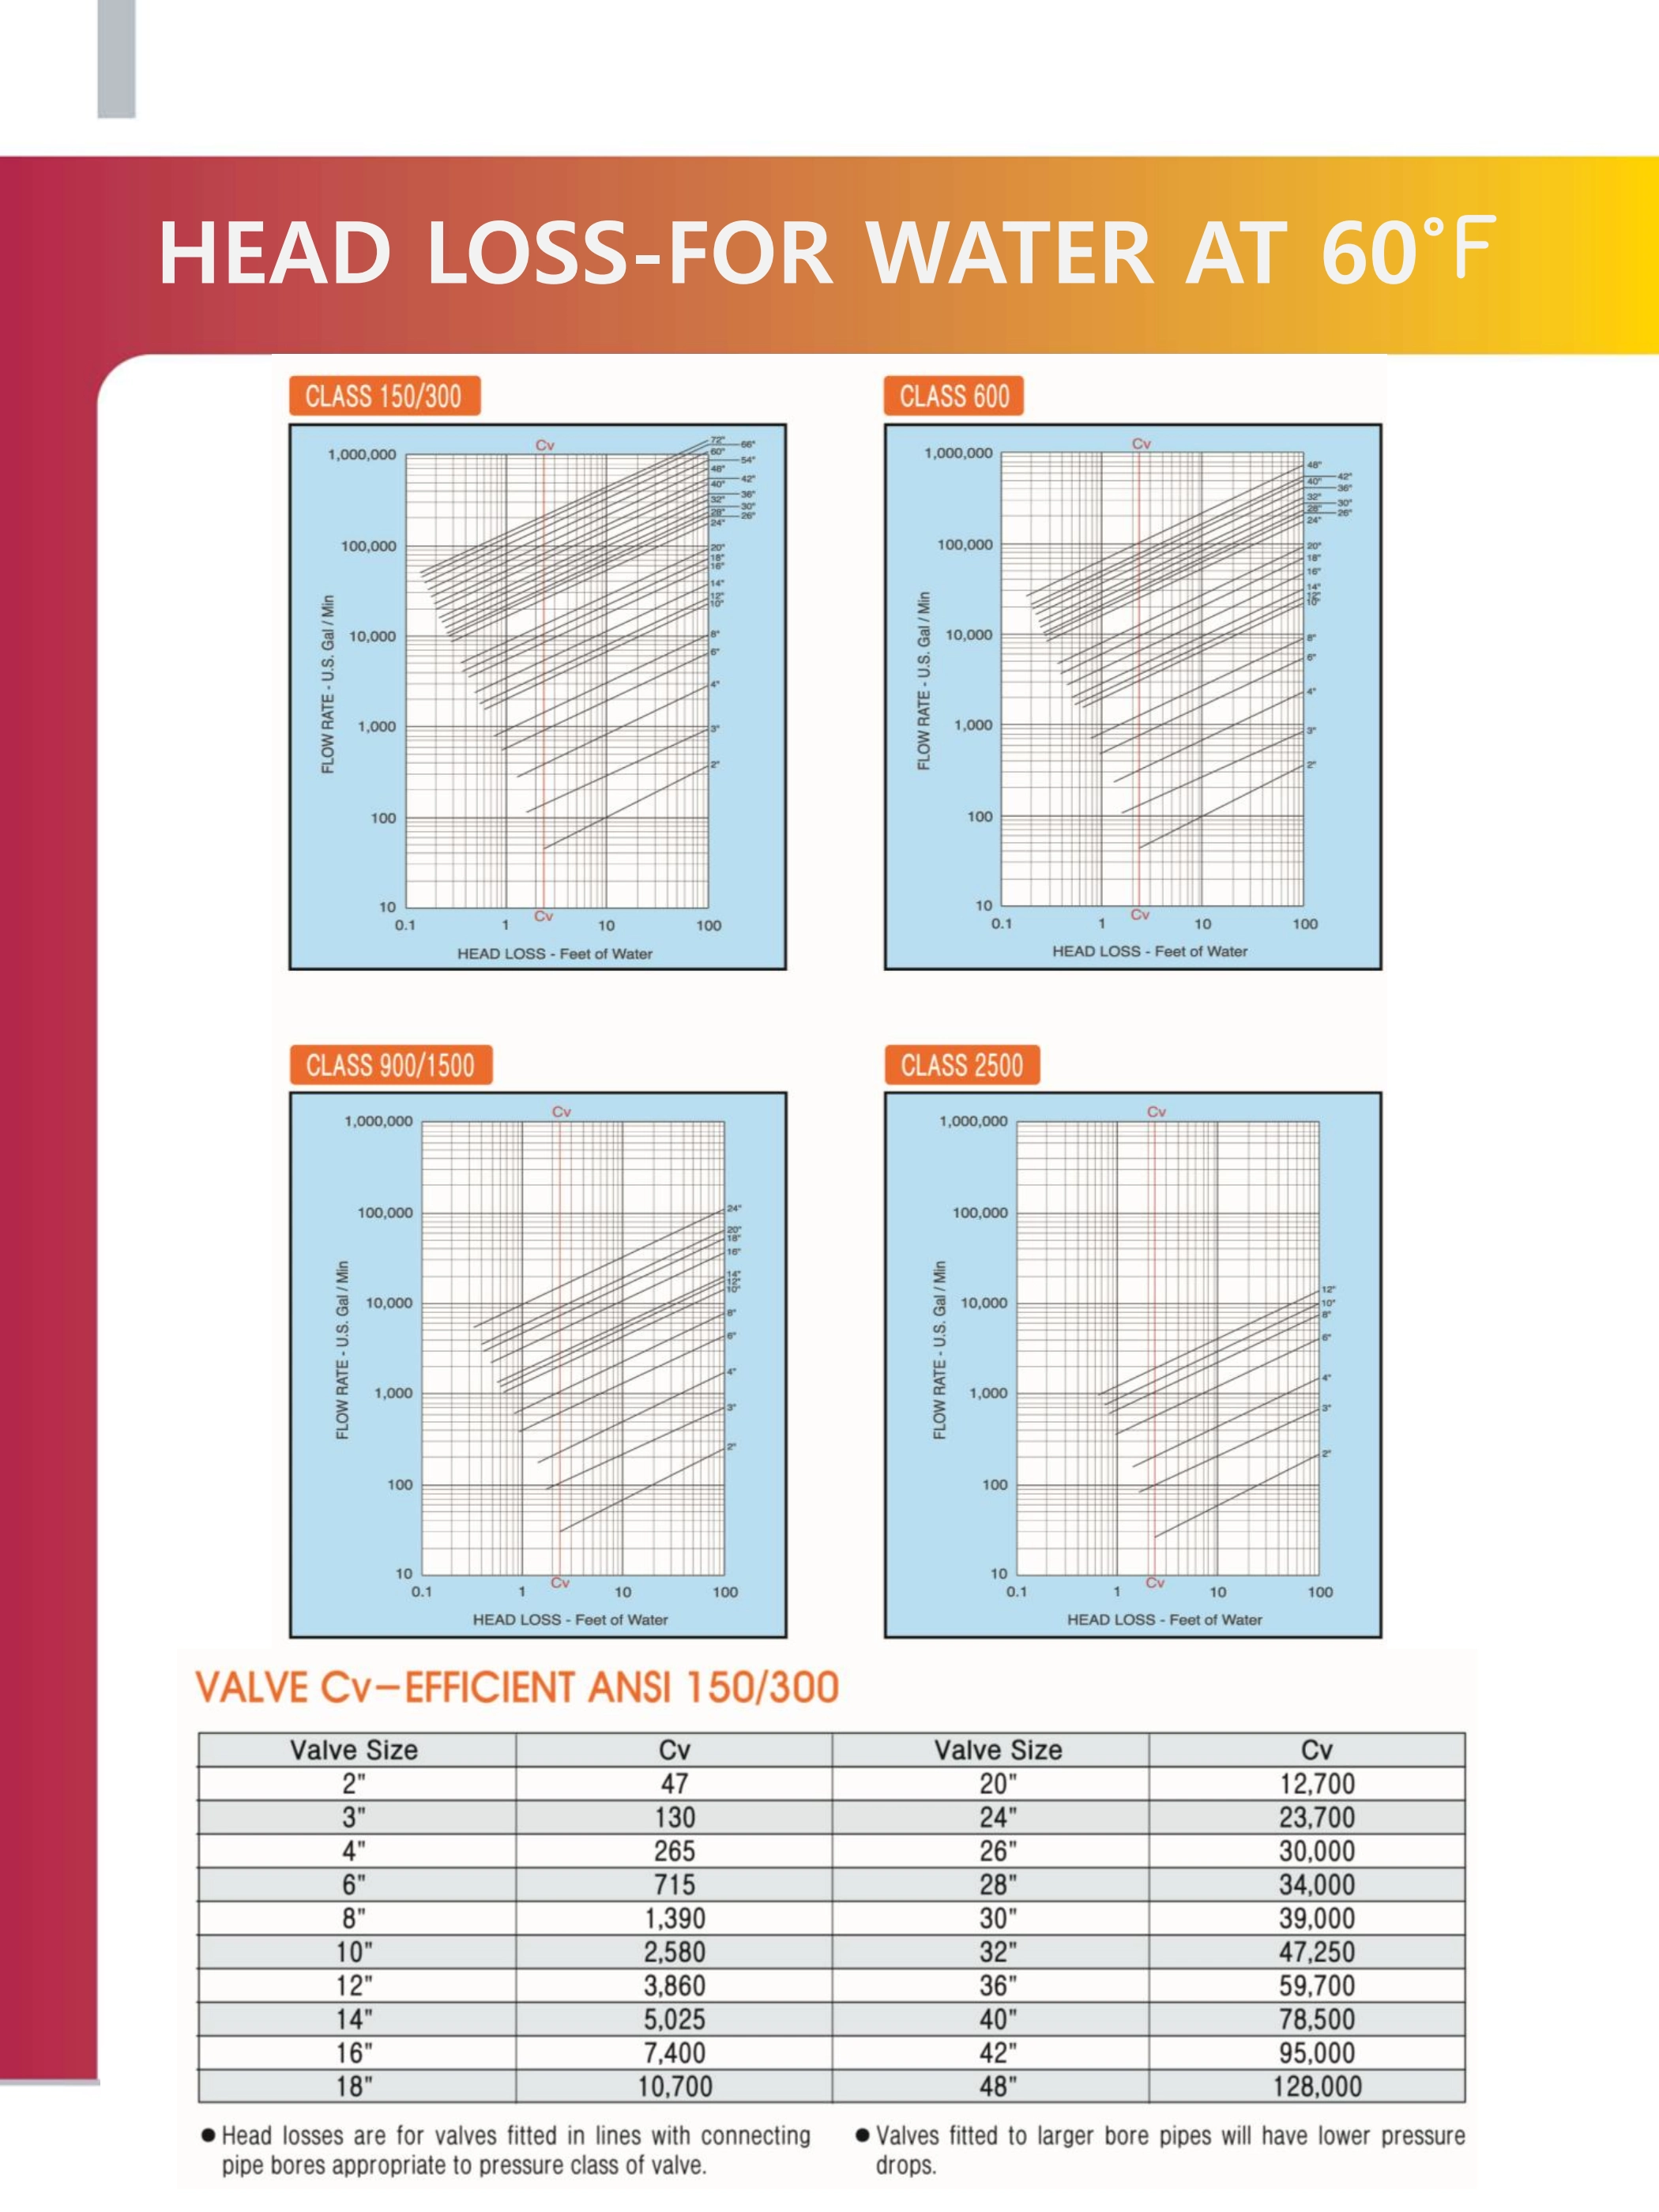 HEAD LOSS-FOR WATER AT 60°F
CLASS 150/300
Cv
1,000,000
100,000
10,000
1,000
100
10
FLOW RATE - U.S. Gal / Min
72"
66"
60"
54"
48"
42"
40"
36"
32"
30"
28"
26"
24"
20"
18"
16"
14"
12"
10"
8"
6"
4"
3"
2"
0.1
1
Cv
10
100
HEAD LOSS - Feet of Water
CLASS 600
Cv
1,000,000
100,000
10,000
1,000
100
10
FLOW RATE - U.S. Gal / Min
48"
42"
40"
36"
32"
30"
28"
26"
24"
20"
18"
16"
14"
12"
10"
8"
6"
4"
3"
2"
0.1
1
Cv
10
100
HEAD LOSS - Feet of Water
CLASS 900/1500
Cv
1,000,000
100,000
10,000
1,000
100
10
FLOW RATE - U.S. Gal / Min
24"
20"
18"
16"
14"
12"
10"
8"
6"
4"
3"
2"
0.1
1
Cv
10
100
HEAD LOSS - Feet of Water
CLASS 2500
Cv
1,000,000
100,000
10,000
1,000
100
10
FLOW RATE - U.S. Gal / Min
12"
10"
8"
6"
4"
3"
2"
0.1
1
Cv
10
100
HEAD LOSS - Feet of Water
VALVE Cv-EFFICIENT ANSI 150/300
Valve Size Cv Valve Size Cv
2" 47 20" 12,700
3" 130 24" 23,700
4" 265 26" 30,000
6" 715 28" 34,000
8" 1,390 30" 39,000
10" 2,580 32" 47,250
12" 3,860 36" 59,700
14" 5,025 40" 78,500
16" 7,400 42" 95,000
18" 10,700 48" 128,000
● Head losses are for valves fitted in lines with connecting
pipe bores appropriate to pressure class of valve.
● Valves fitted to larger bore pipes will have lower pressure
drops.